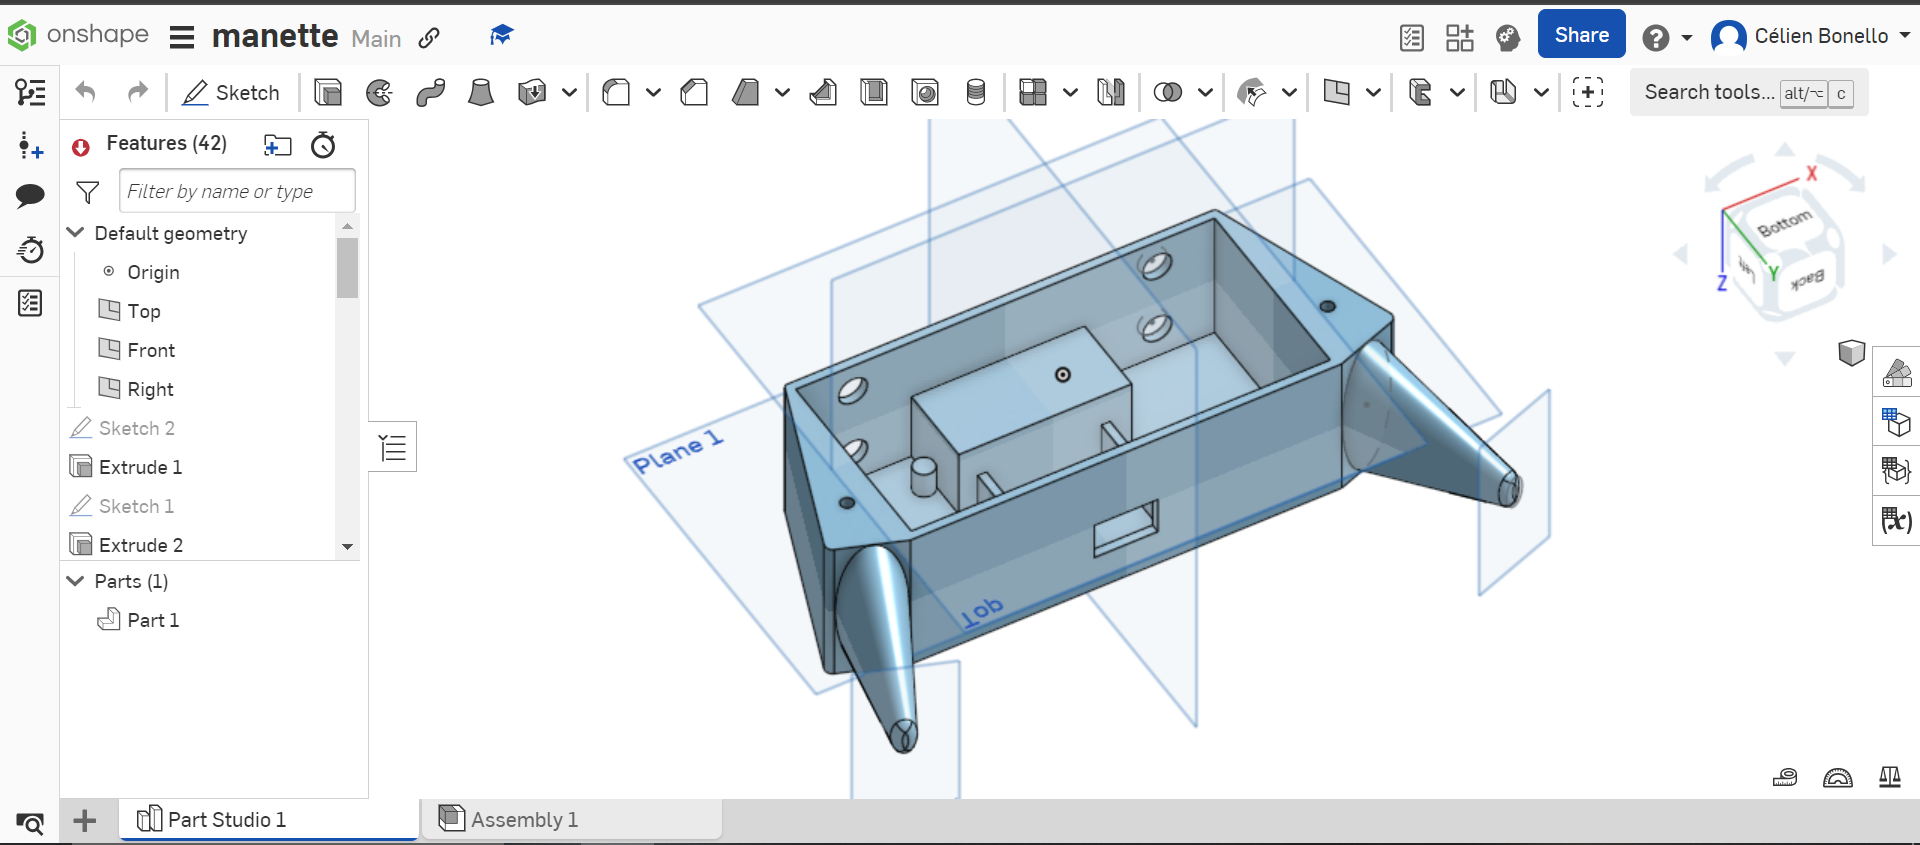 onshape
manette Main
Share
Célien Bonello
Sketch
Search tools... alt/⌥ c
Features (42)
Filter by name or type
Default geometry
Origin
Top
Front
Right
Sketch 2
Extrude 1
Sketch 1
Extrude 2
Parts (1)
Part 1
Plane 1
Top
X
Bottom
Left
Back
Z
Y
(x)
Part Studio 1
Assembly 1